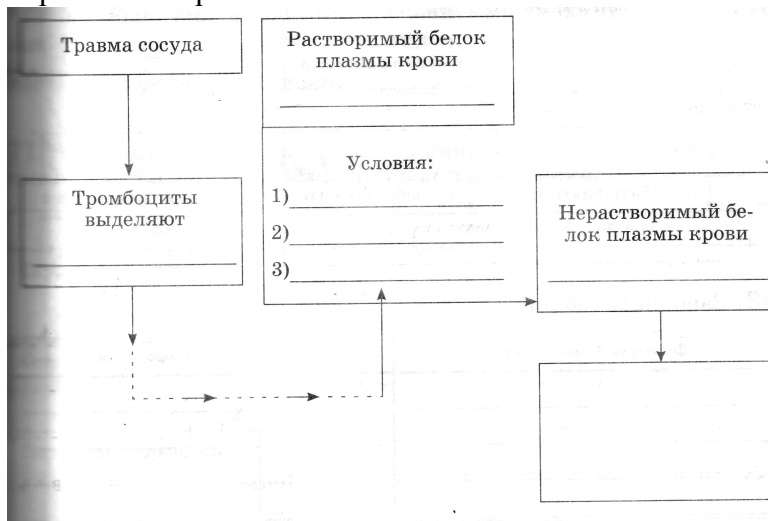 Травма сосуда
Растворимый белок
плазмы крови
Условия:
1)
2)
3)
Тромбоциты
выделяют
Нерастворимый бе-
лок плазмы крови